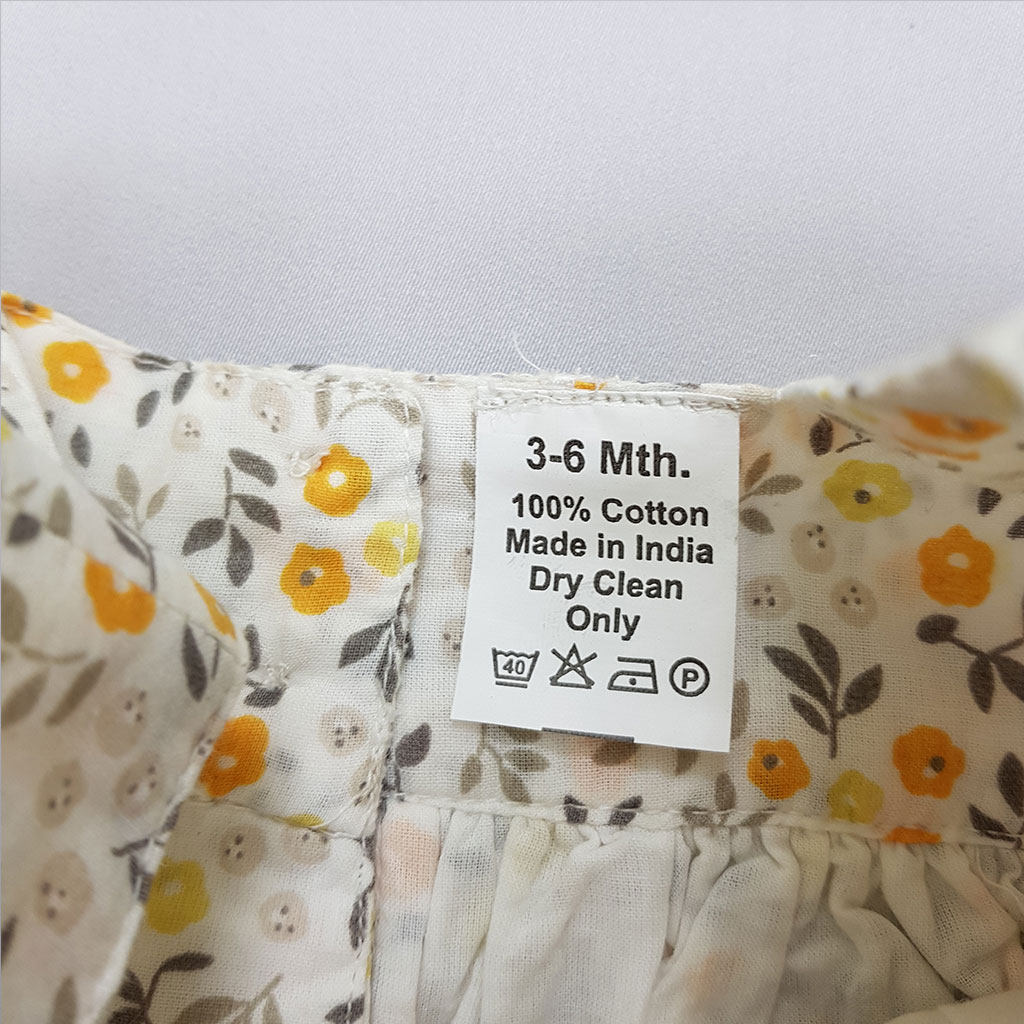 3-6 Mth.
100% Cotton
Made in India
Dry Clean
Only
40 P